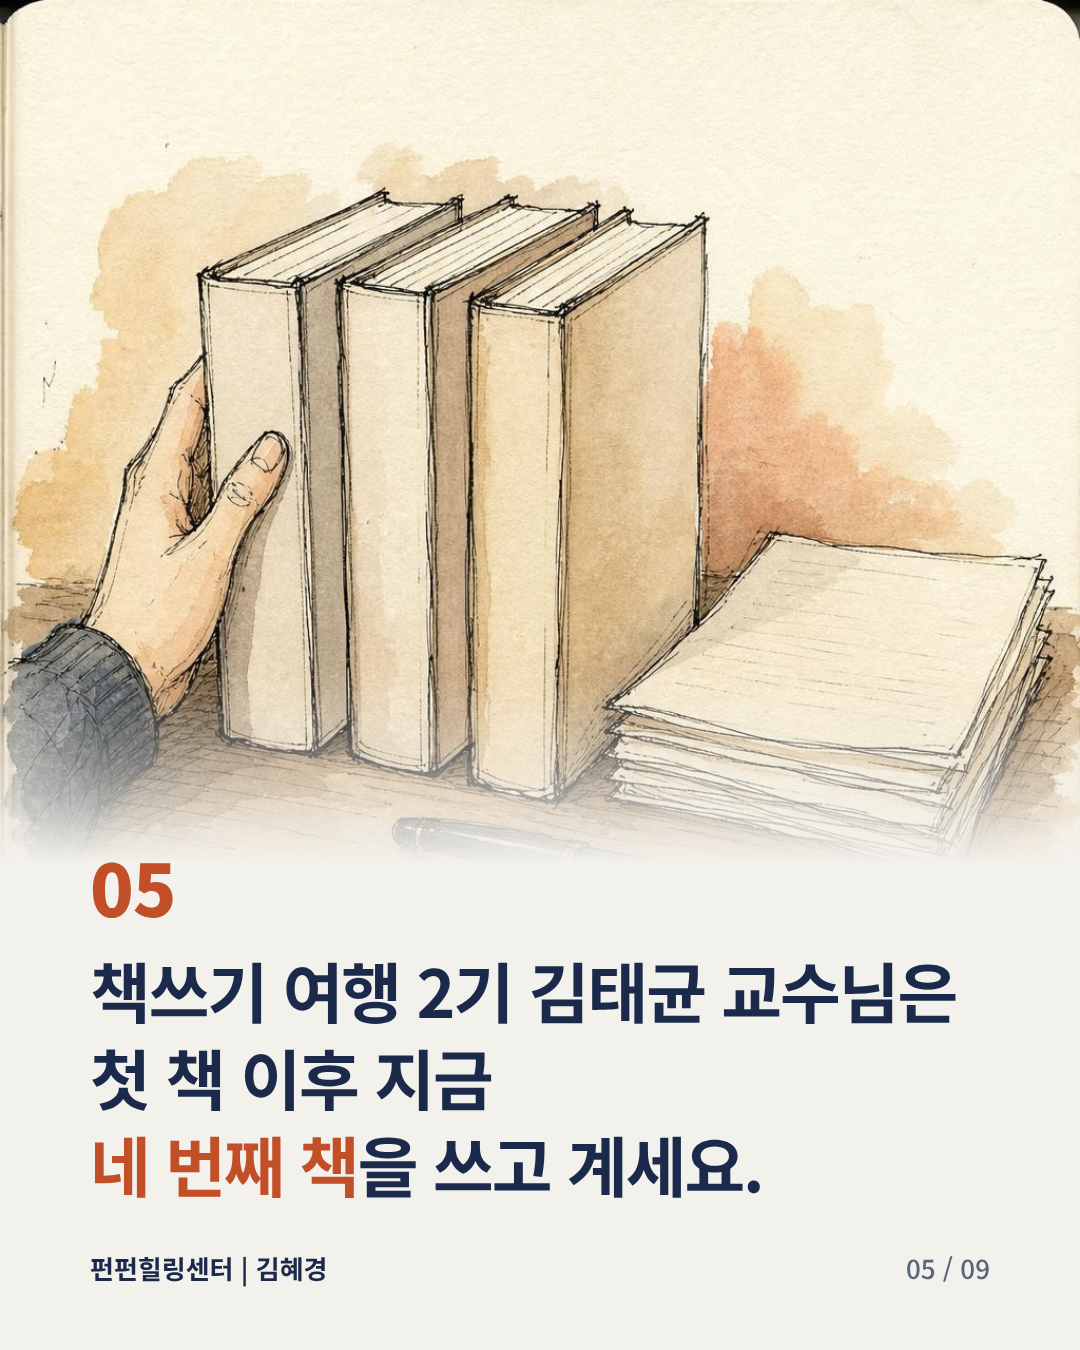 05
책쓰기 여행 2기 김태균 교수님은
첫 책 이후 지금
네 번째 책을 쓰고 계세요.
펀펀힐링센터 | 김혜경
05 / 09